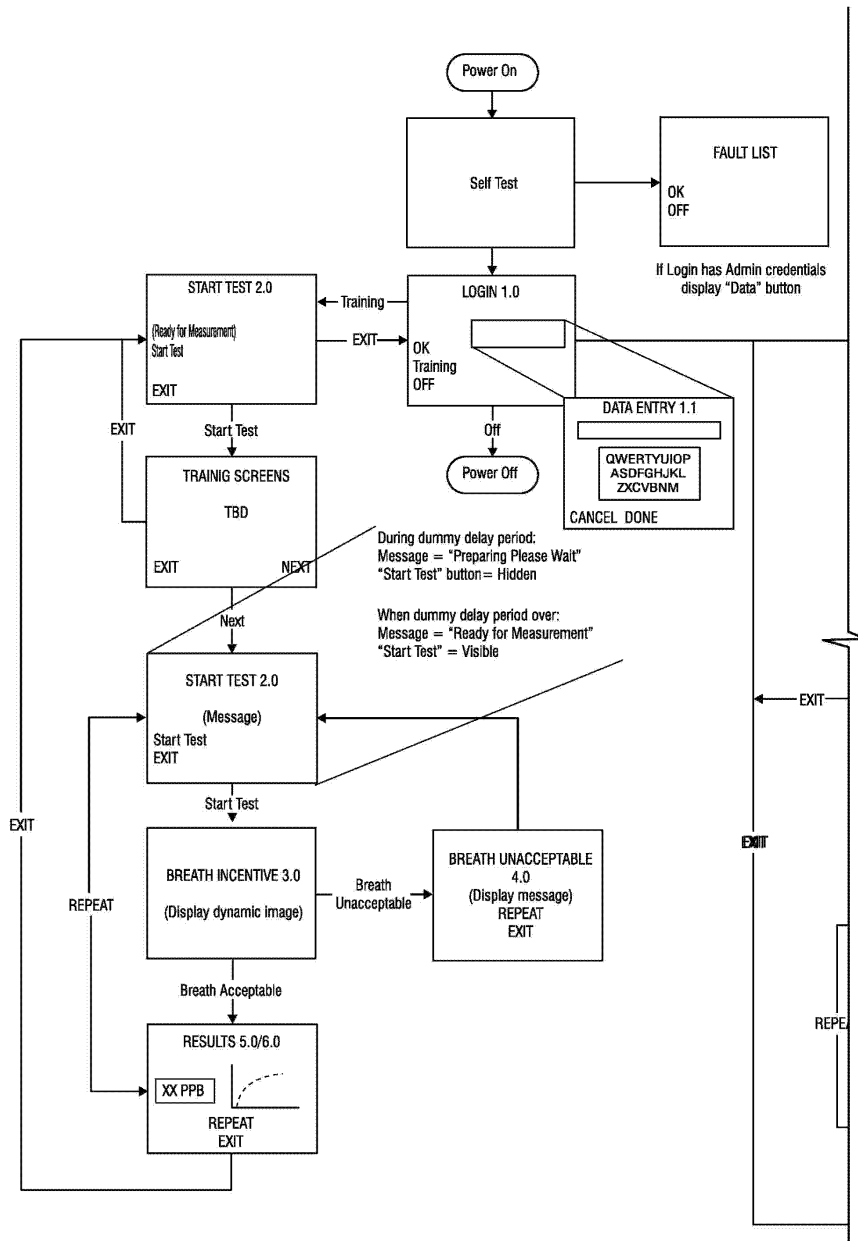 Power On
Self Test
FAULT LIST
OK
OFF
If Login has Admin credentials
display “Data” button
START TEST 2.0
(Ready for Measurement)
Start Test
EXIT
Training
EXIT
LOGIN 1.0
OK
Training
OFF
DATA ENTRY 1.1
QWERTYUIOP
ASDFGHJKL
ZXCVBNM
CANCEL DONE
Off
Power Off
Start Test
EXIT
TRAINIG SCREENS
TBD
EXIT NEXT
During dummy delay period:
Message = “Preparing Please Wait”
“Start Test” button= Hidden
When dummy delay period over:
Message = “Ready for Measurement”
“Start Test” = Visible
Next
START TEST 2.0
(Message)
Start Test
EXIT
EXIT
Start Test
EXIT
REPEAT
BREATH INCENTIVE 3.0
(Display dynamic image)
Breath
Unacceptable
BREATH UNACCEPTABLE
4.0
(Display message)
REPEAT
EXIT
EXIT
Breath Acceptable
RESULTS 5.0/6.0
XX PPB
REPEAT
EXIT